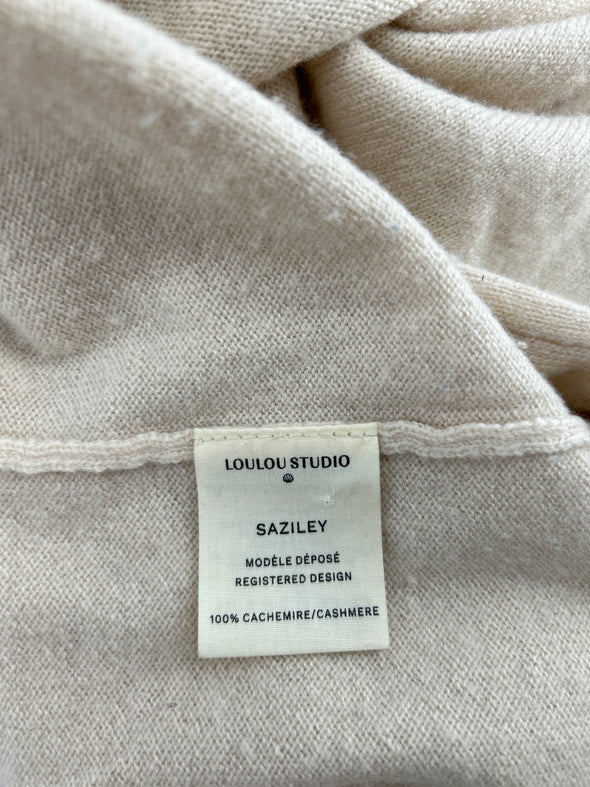 LOULOU STUDIO
SAZILEY
MODÈLE DÉPOSÉ
REGISTERED DESIGN
100% CACHEMIRE/CASHMERE